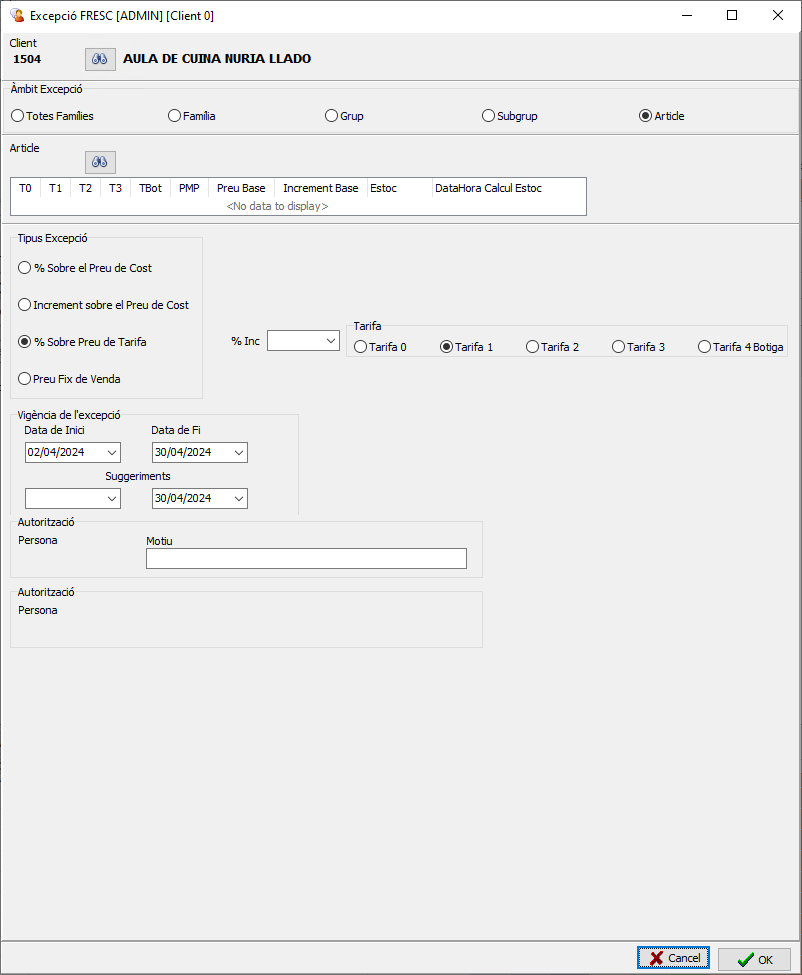 Excepció FRESC [ADMIN] [Client 0]
Client
1504 AULA DE CUINA NURIA LLADO
Àmbit Excepció
Totes Famílies Família Grup Subgrup Article
Article
T0 T1 T2 T3 TBot PMP Preu Base Increment Base Estoc DataHora Calcul Estoc
<No data to display>
Tipus Excepció
% Sobre el Preu de Cost
Increment sobre el Preu de Cost
% Sobre Preu de Tarifa
Preu Fix de Venda
% Inc
Tarifa
Tarifa 0 Tarifa 1 Tarifa 2 Tarifa 3 Tarifa 4 Botiga
Vigència de l'excepció
Data de Inici Data de Fi
02/04/2024 30/04/2024
Suggeriments
30/04/2024
Autorització
Persona Motiu
Autorització
Persona
Cancel OK